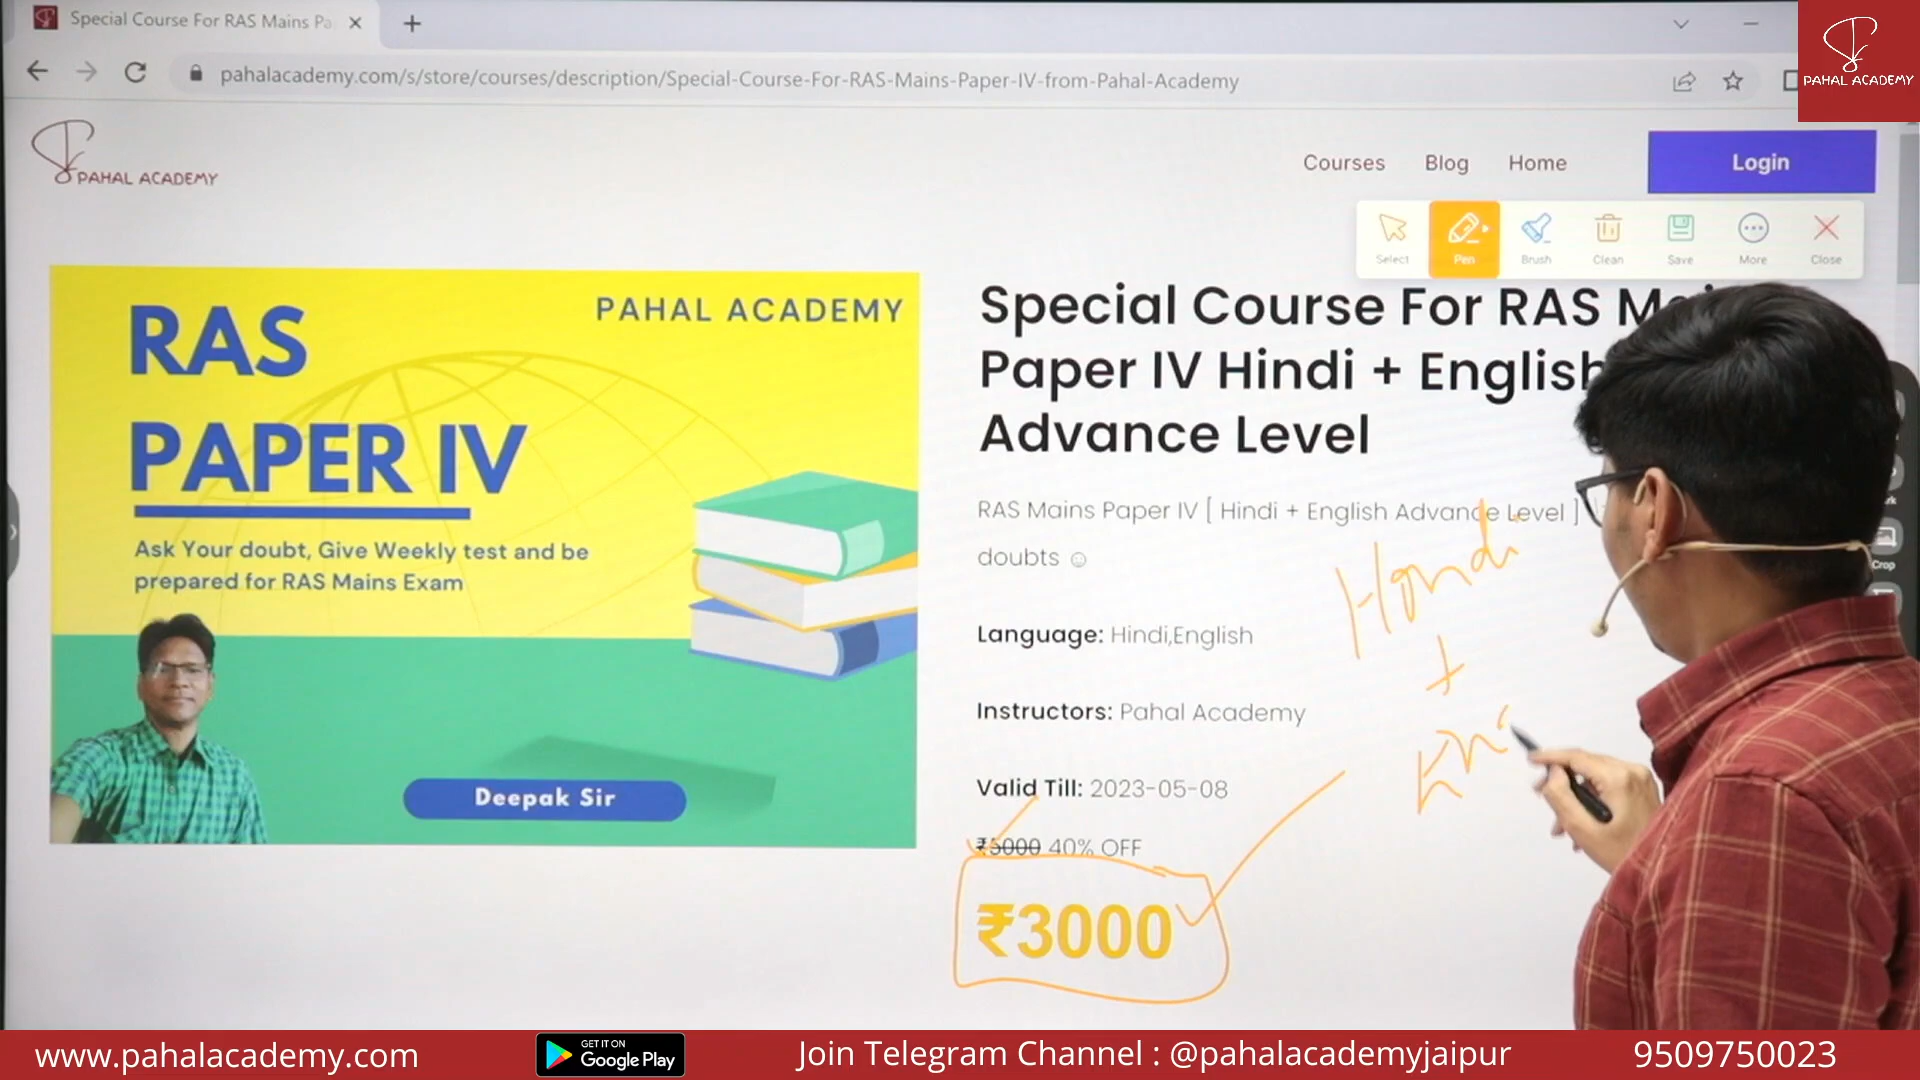 Special Course For RAS Mains Pa
pahalacademy.com/s/store/courses/description/Special-Course-For-RAS-Mains-Paper-IV-from-Pahal-Academy
PAHAL ACADEMY
PAHAL ACADEMY
Courses Blog Home Login
Select Pen Brush Clean Save More Close
RAS
PAPER IV
PAHAL ACADEMY
Ask Your doubt, Give Weekly test and be
prepared for RAS Mains Exam
Deepak Sir
Special Course For RAS
Paper IV Hindi + English
Advance Level
RAS Mains Paper IV [ Hindi + English Advance Level ]
doubts
Language: Hindi,English
Instructors: Pahal Academy
Valid Till: 2023-05-08
₹5000 40% OFF
₹3000
Hindi
+
Crop
www.pahalacademy.com
GET IT ON
Google Play
Join Telegram Channel : @pahalacademyjaipur
9509750023